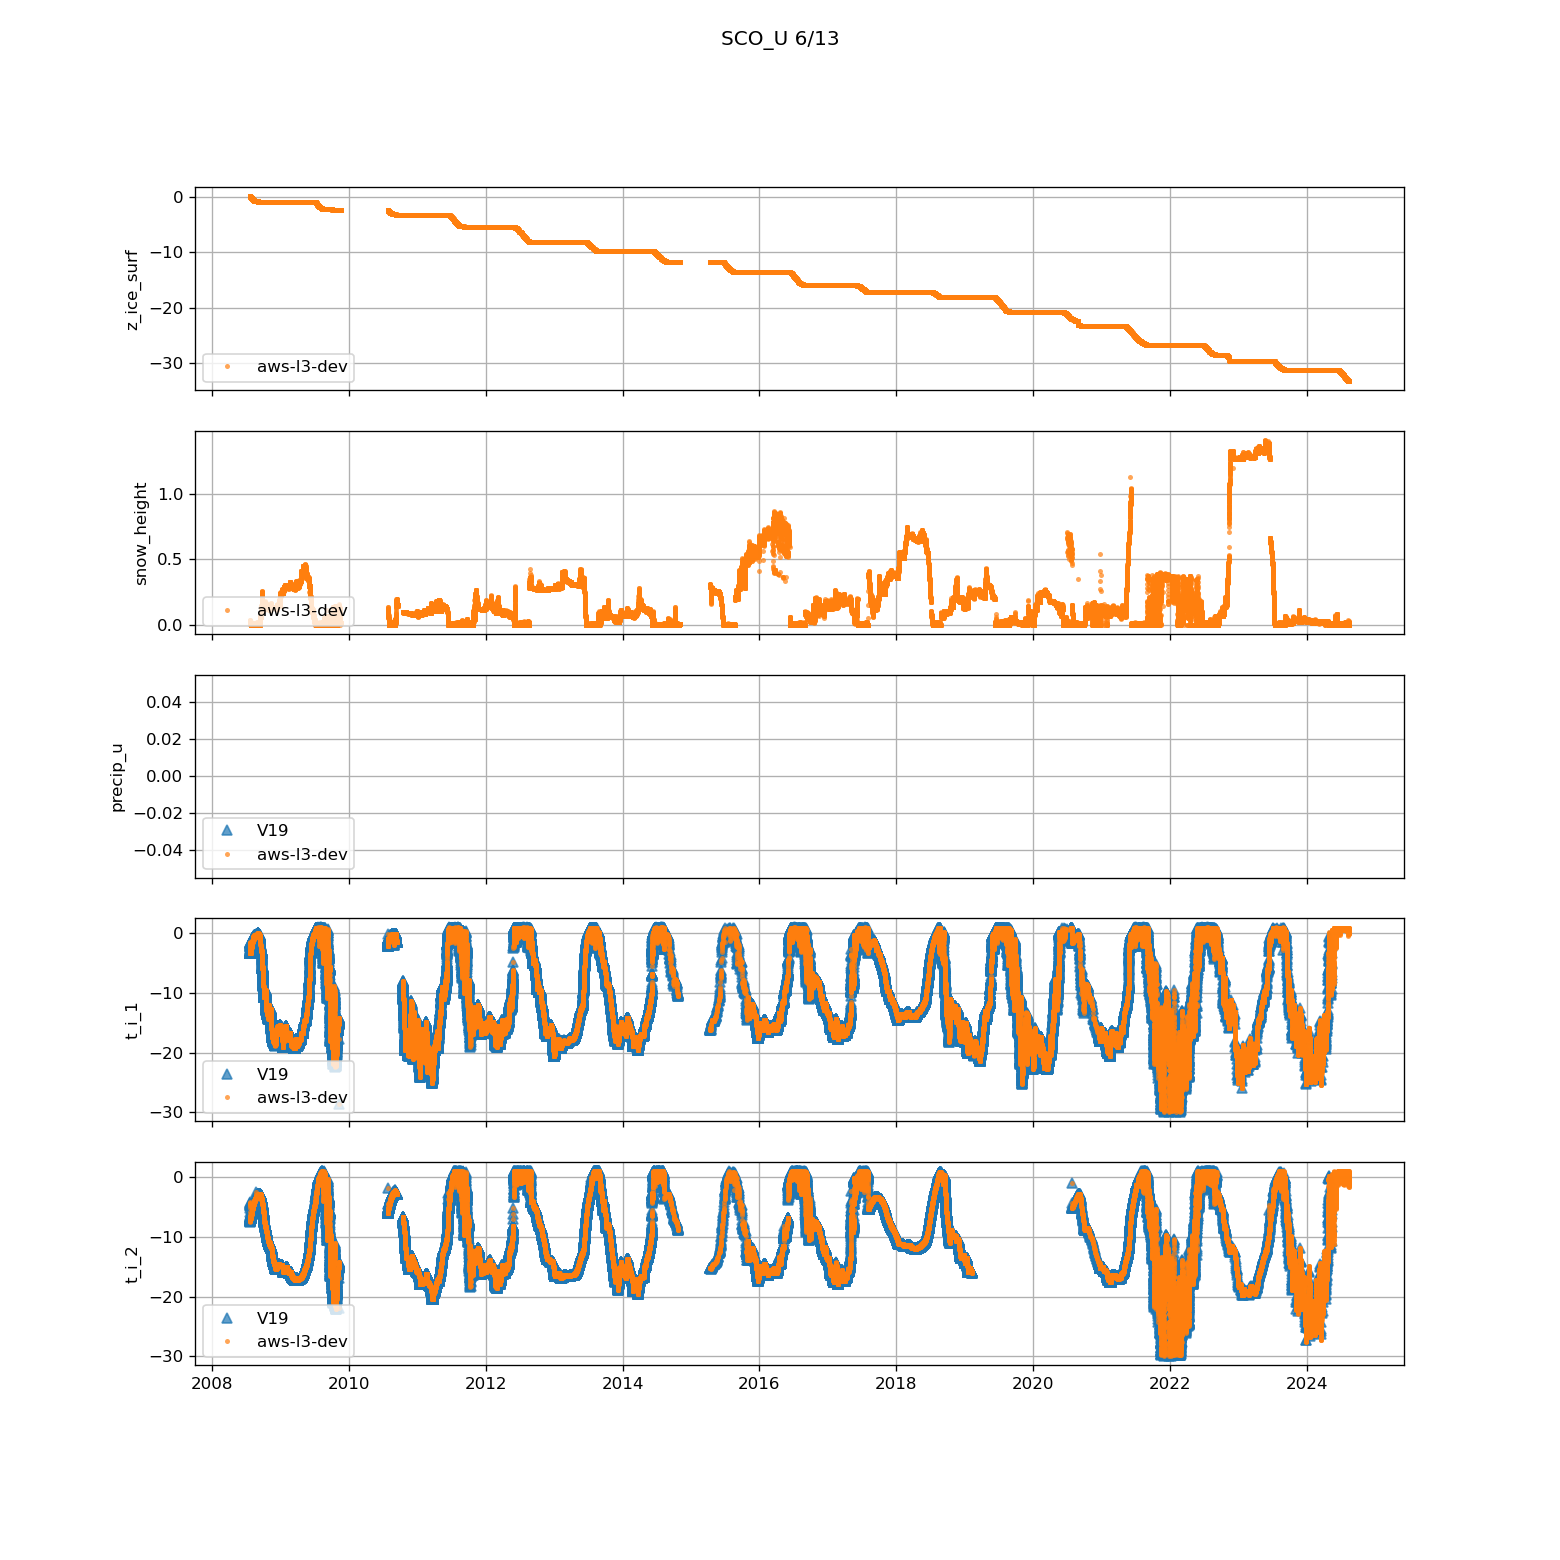 SCO_U 6/13
0
−10
−20
−30
z_ice_surf
aws-l3-dev
1.0
0.5
0.0
snow_height
aws-l3-dev
0.04
0.02
0.00
−0.02
−0.04
precip_u
V19
aws-l3-dev
0
−10
−20
−30
t_i_1
V19
aws-l3-dev
0
−10
−20
−30
t_i_2
V19
aws-l3-dev
2008 2010 2012 2014 2016 2018 2020 2022 2024